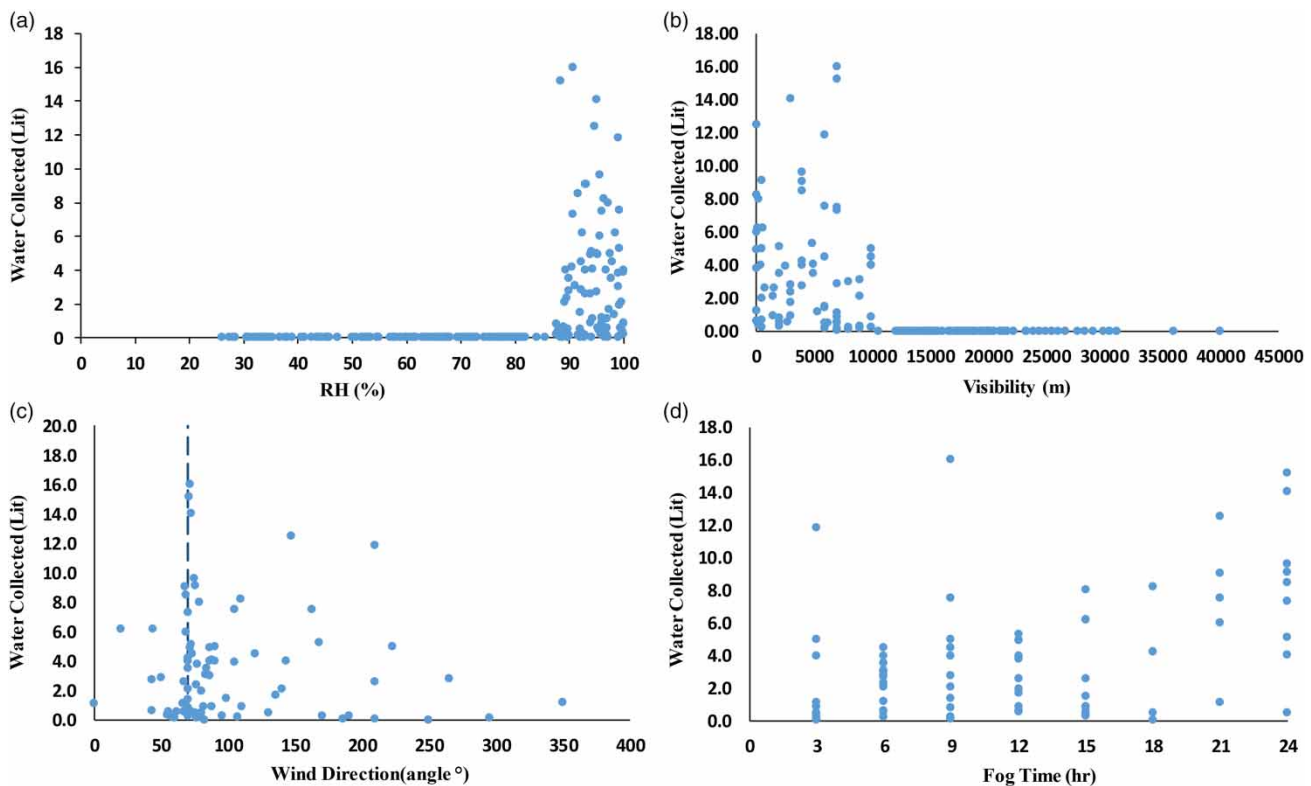 (a)
18
16
14
12
10
8
6
4
2
0
Water Collected (Lit)
0 10 20 30 40 50 60 70 80 90 100
RH (%)
(b)
18.00
16.00
14.00
12.00
10.00
8.00
6.00
4.00
2.00
0.00
Water Collected (Lit)
0 5000 10000 15000 20000 25000 30000 35000 40000 45000
Visibility (m)
(c)
20.0
18.0
16.0
14.0
12.0
10.0
8.0
6.0
4.0
2.0
0.0
Water Collected (Lit)
0 50 100 150 200 250 300 350 400
Wind Direction(angle °)
(d)
18.0
16.0
14.0
12.0
10.0
8.0
6.0
4.0
2.0
0.0
Water Collected (Lit)
0 3 6 9 12 15 18 21 24
Fog Time (hr)